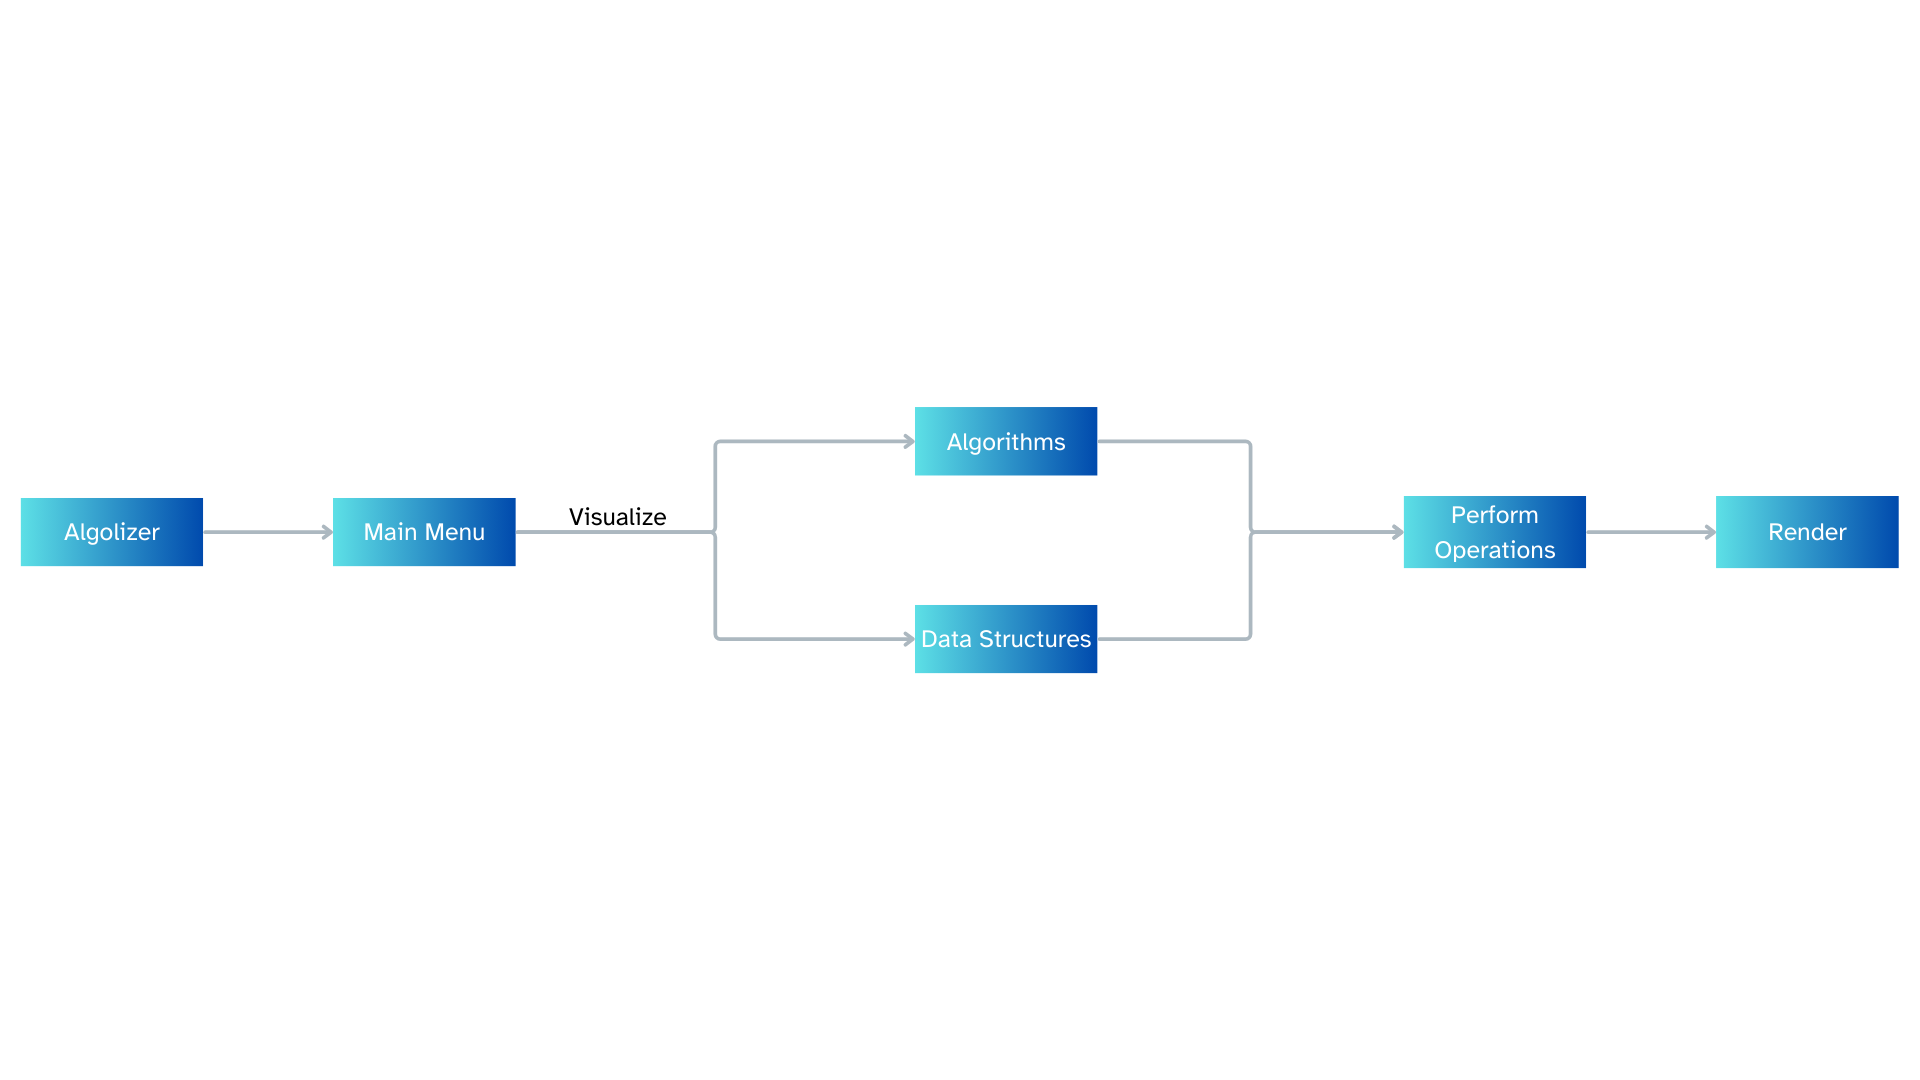 Algolizer
Main Menu
Visualize
Algorithms
Data Structures
Perform
Operations
Render